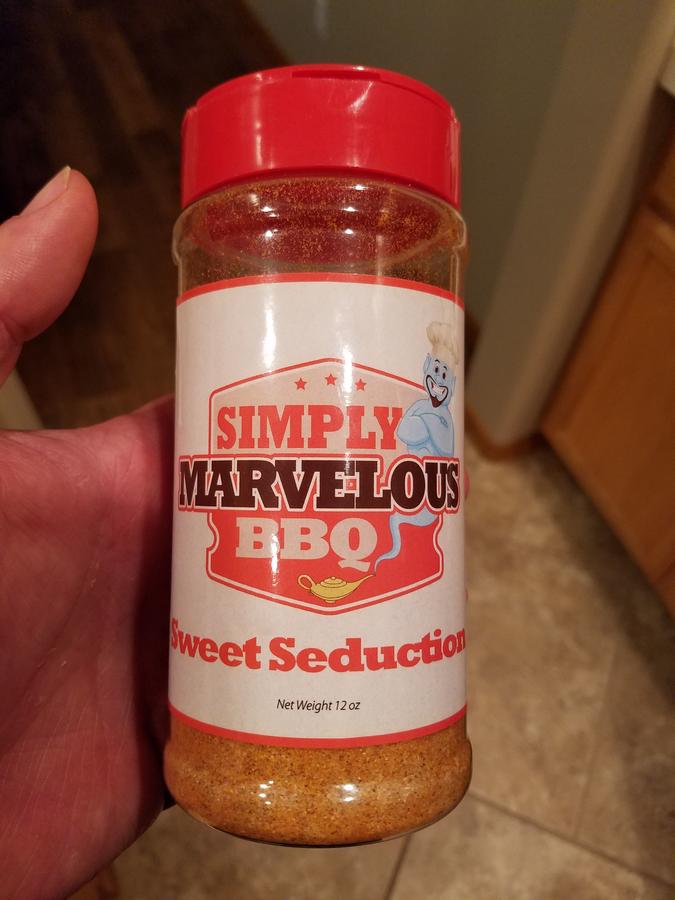 SIMPLY
MARVELOUS
BBQ
Sweet Seduction
Net Weight 12 oz